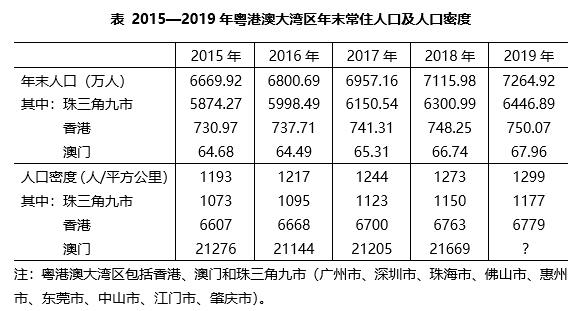 表 2015—2019 年粤港澳大湾区年末常住人口及人口密度
2015 年 2016 年 2017 年 2018 年 2019 年
年末人口（万人） 6669.92 6800.69 6957.16 7115.98 7264.92
其中：珠三角九市 5874.27 5998.49 6150.54 6300.99 6446.89
香港 730.97 737.71 741.31 748.25 750.07
澳门 64.68 64.49 65.31 66.74 67.96
人口密度（人/平方公里） 1193 1217 1244 1273 1299
其中：珠三角九市 1073 1095 1123 1150 1177
香港 6607 6668 6700 6763 6779
澳门 21276 21144 21205 21669 ?
注：粤港澳大湾区包括香港、澳门和珠三角九市（广州市、深圳市、珠海市、佛山市、惠州
市、东莞市、中山市、江门市、肇庆市）。